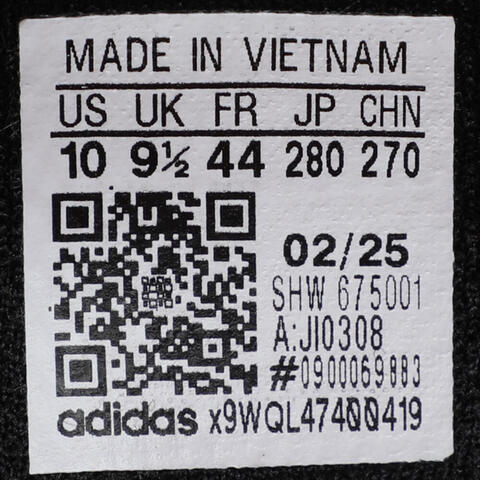 MADE IN VIETNAM
US UK FR JP CHN
10 9½ 44 280 270
02/25
SHW 675001
A:JI0308
#0900069883
adidas x9WQL47400419